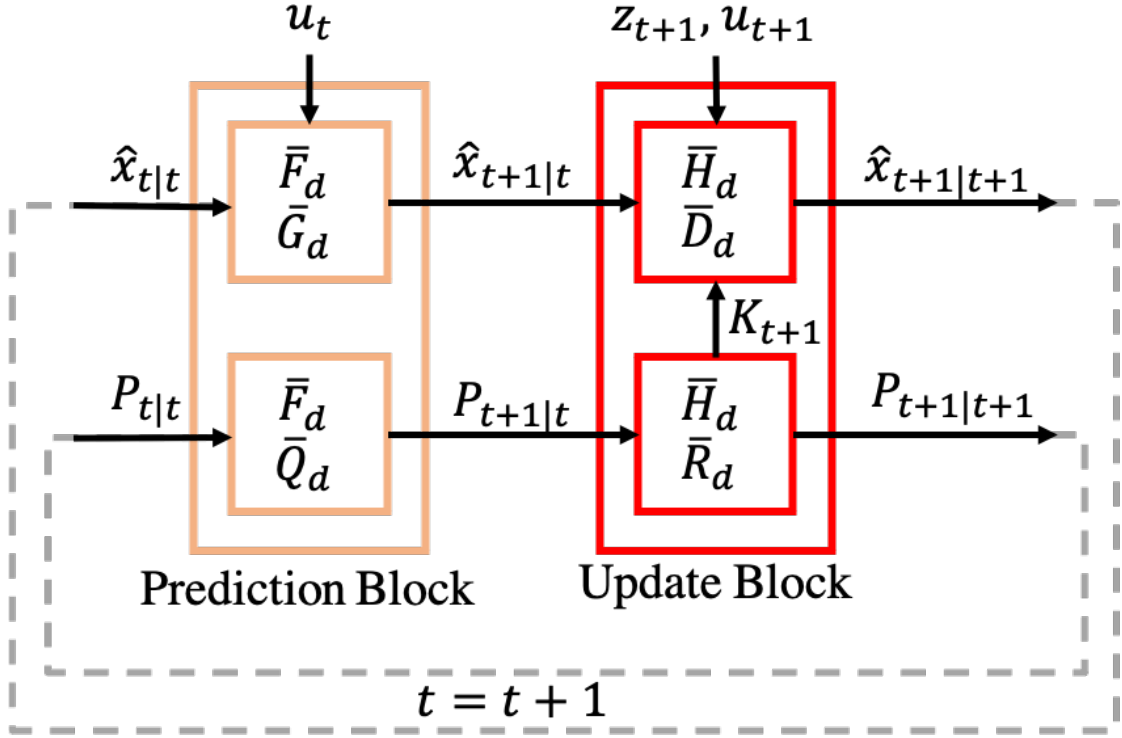 u_t
z_{t+1}, u_{t+1}
x̂_{t|t}
F̄_d
Ḡ_d
x̂_{t+1|t}
H̄_d
D̄_d
x̂_{t+1|t+1}
K_{t+1}
P_{t|t}
F̄_d
Q̄_d
P_{t+1|t}
H̄_d
R̄_d
P_{t+1|t+1}
Prediction Block
Update Block
t = t + 1